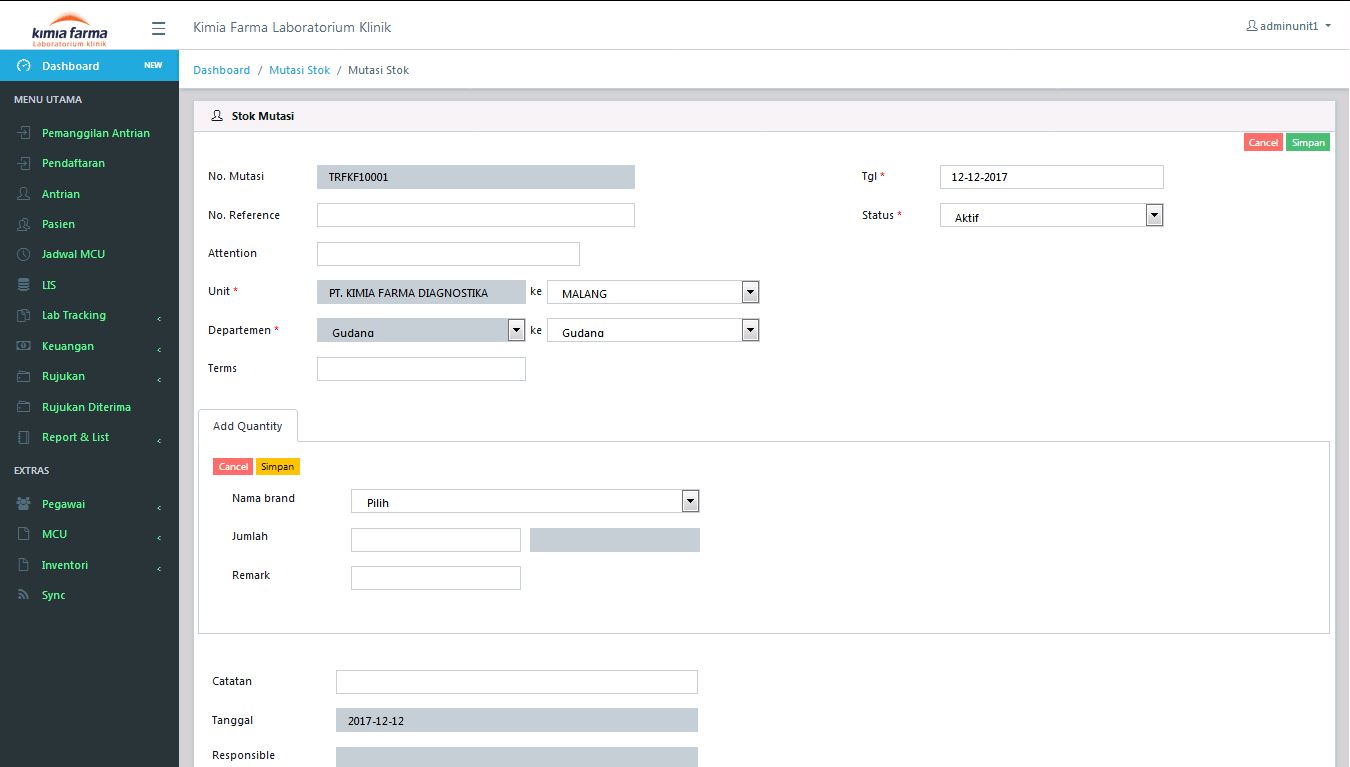 kimia farma
Laboratorium klinik
Kimia Farma Laboratorium Klinik
adminunit1
Dashboard NEW
Dashboard / Mutasi Stok / Mutasi Stok
MENU UTAMA
Pemanggilan Antrian
Pendaftaran
Antrian
Pasien
Jadwal MCU
LIS
Lab Tracking
Keuangan
Rujukan
Rujukan Diterima
Report & List
EXTRAS
Pegawai
MCU
Inventori
Sync
Stok Mutasi
Cancel Simpan
No. Mutasi TRFKF10001 Tgl * 12-12-2017
No. Reference Status * Aktif
Attention
Unit * PT. KIMIA FARMA DIAGNOSTIKA ke MALANG
Departemen * Gudang ke Gudang
Terms
Add Quantity
Cancel Simpan
Nama brand Pilih
Jumlah
Remark
Catatan
Tanggal 2017-12-12
Responsible